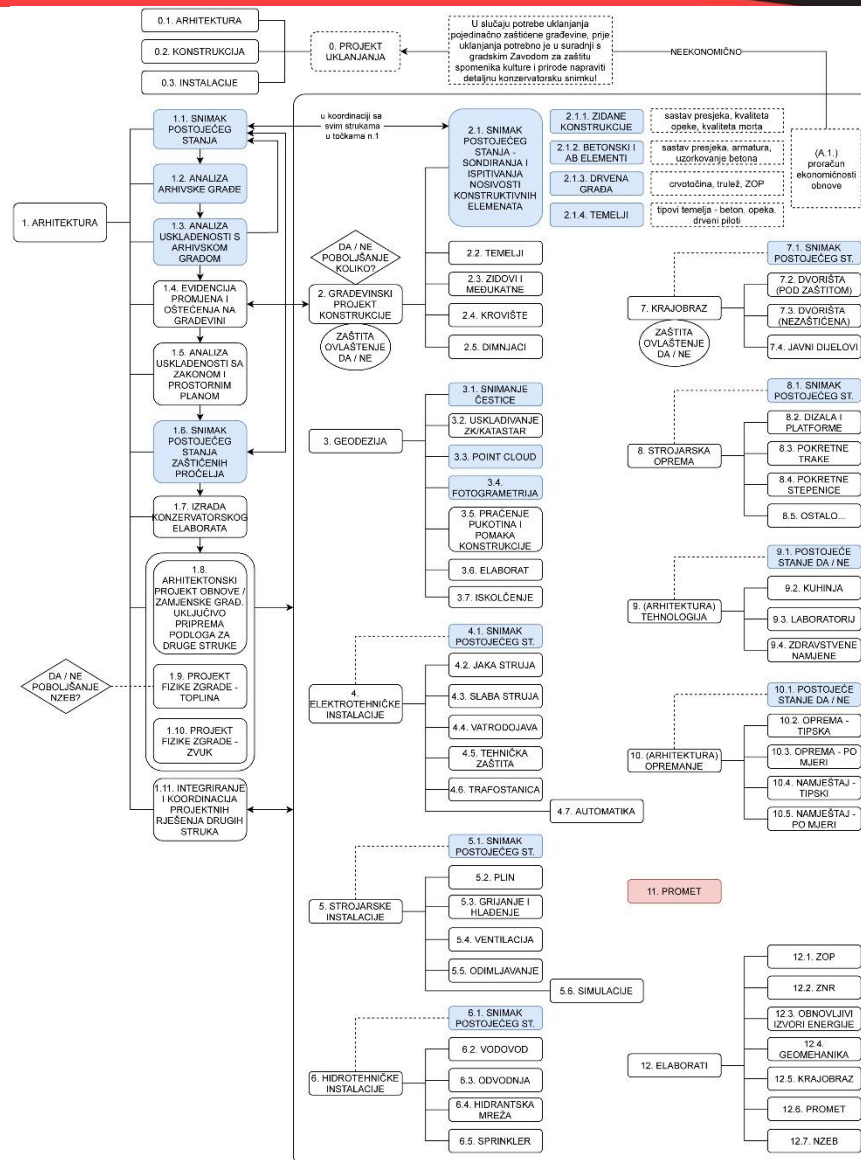 0.1. ARHITEKTURA
0.2. KONSTRUKCIJA
0.3. INSTALACIJE
0. PROJEKT
UKLANJANJA
U slučaju potrebe uklanjanja
pojedinačno zaštićene građevine, prije
uklanjanja potrebno je u suradnji s
gradskim Zavodom za zaštitu
spomenika kulture i prirode napraviti
detaljnu konzervatorsku snimku!
NEEKONOMIČNO
(A.1.)
proračun
ekonomičnosti
obnove
1. ARHITEKTURA
1.1. SNIMAK
POSTOJEĆEG
STANJA
1.2. ANALIZA
ARHIVSKE GRAĐE
1.3. ANALIZA
USKLAĐENOSTI S
ARHIVSKOM
GRAĐOM
1.4. EVIDENCIJA
PROMJENA I
OŠTEĆENJA NA
GRAĐEVINI
1.5. ANALIZA
USKLAĐENOSTI SA
ZAKONOM I
PROSTORNIM
PLANOM
1.6. SNIMAK
POSTOJEĆEG
STANJA
ZAŠTIĆENIH
PROČELJA
1.7. IZRADA
KONZERVATORSKOG
ELABORATA
1.8.
ARHITEKTONSKI
PROJEKT OBNOVE /
ZAMJENSKE GRAĐ.
UKLJUČIVO
PRIPREMA
PODLOGA ZA
DRUGE STRUKE
DA / NE
POBOLJŠANJE
NZEB?
1.9. PROJEKT
FIZIKE ZGRADE -
TOPLINA
1.10. PROJEKT
FIZIKE ZGRADE -
ZVUK
1.11. INTEGRIRANJE
I KOORDINACIJA
PROJEKTNIH
RJEŠENJA DRUGIH
STRUKA
u koordinaciji sa
svim strukama
u točkama n.1
2.1. SNIMAK
POSTOJEĆEG
STANJA -
SONDIRANJA I
ISPITIVANJA
NOSIVOSTI
KONSTRUKTIVNIH
ELEMENATA
2.1.1. ZIDANE
KONSTRUKCIJE
sastav presjeka, kvaliteta
opeke, kvaliteta morta
2.1.2. BETONSKI I
AB ELEMENTI
sastav presjeka, armatura,
uzorkovanje betona
2.1.3. DRVENA
GRAĐA
crvotočina, trulež, ZOP
2.1.4. TEMELJI
tipovi temelja - beton, opeka,
drveni piloti
DA / NE
POBOLJŠANJE
KOLIKO?
2. GRAĐEVINSKI
PROJEKT
KONSTRUKCIJE
ZAŠTITA
OVLAŠTENJE
DA / NE
2.2. TEMELJI
2.3. ZIDOVI I
MEĐUKATNE
2.4. KROVIŠTE
2.5. DIMNJACI
3. GEODEZIJA
3.1. SNIMANJE
ČESTICE
3.2. USKLAĐIVANJE
ZK/KATASTAR
3.3. POINT CLOUD
3.4.
FOTOGRAMETRIJA
3.5. PRAĆENJE
PUKOTINA I
POMAKA
KONSTRUKCIJE
3.6. ELABORAT
3.7. ISKOLČENJE
4.
ELEKTROTEHNIČKE
INSTALACIJE
4.1. SNIMAK
POSTOJEĆEG ST.
4.2. JAKA STRUJA
4.3. SLABA STRUJA
4.4. VATRODOJAVA
4.5. TEHNIČKA
ZAŠTITA
4.6. TRAFOSTANICA
4.7. AUTOMATIKA
5. STROJARSKE
INSTALACIJE
5.1. SNIMAK
POSTOJEĆEG ST.
5.2. PLIN
5.3. GRIJANJE I
HLAĐENJE
5.4. VENTILACIJA
5.5. ODIMLJAVANJE
5.6. SIMULACIJE
6. HIDROTEHNIČKE
INSTALACIJE
6.1. SNIMAK
POSTOJEĆEG ST.
6.2. VODOVOD
6.3. ODVODNJA
6.4. HIDRANTSKA
MREŽA
6.5. SPRINKLER
7. KRAJOBRAZ
ZAŠTITA
OVLAŠTENJE
DA / NE
7.1. SNIMAK
POSTOJEĆEG ST.
7.2. DVORIŠTA
(POD ZAŠTITOM)
7.3. DVORIŠTA
(NEZAŠTIĆENA)
7.4. JAVNI DIJELOVI
8. STROJARSKA
OPREMA
8.1. SNIMAK
POSTOJEĆEG ST.
8.2. DIZALA I
PLATFORME
8.3. POKRETNE
TRAKE
8.4. POKRETNE
STEPENICE
8.5. OSTALO...
9. (ARHITEKTURA)
TEHNOLOGIJA
9.1. POSTOJEĆE
STANJE DA / NE
9.2. KUHINJA
9.3. LABORATORIJ
9.4. ZDRAVSTVENE
NAMJENE
10. (ARHITEKTURA)
OPREMANJE
10.1. POSTOJEĆE
STANJE DA / NE
10.2. OPREMA -
TIPSKA
10.3. OPREMA - PO
MJERI
10.4. NAMJEŠTAJ -
TIPSKI
10.5. NAMJEŠTAJ -
PO MJERI
11. PROMET
12. ELABORATI
12.1. ZOP
12.2. ZNR
12.3. OBNOVLJIVI
IZVORI ENERGIJE
12.4.
GEOMEHANIKA
12.5. KRAJOBRAZ
12.6. PROMET
12.7. NZEB